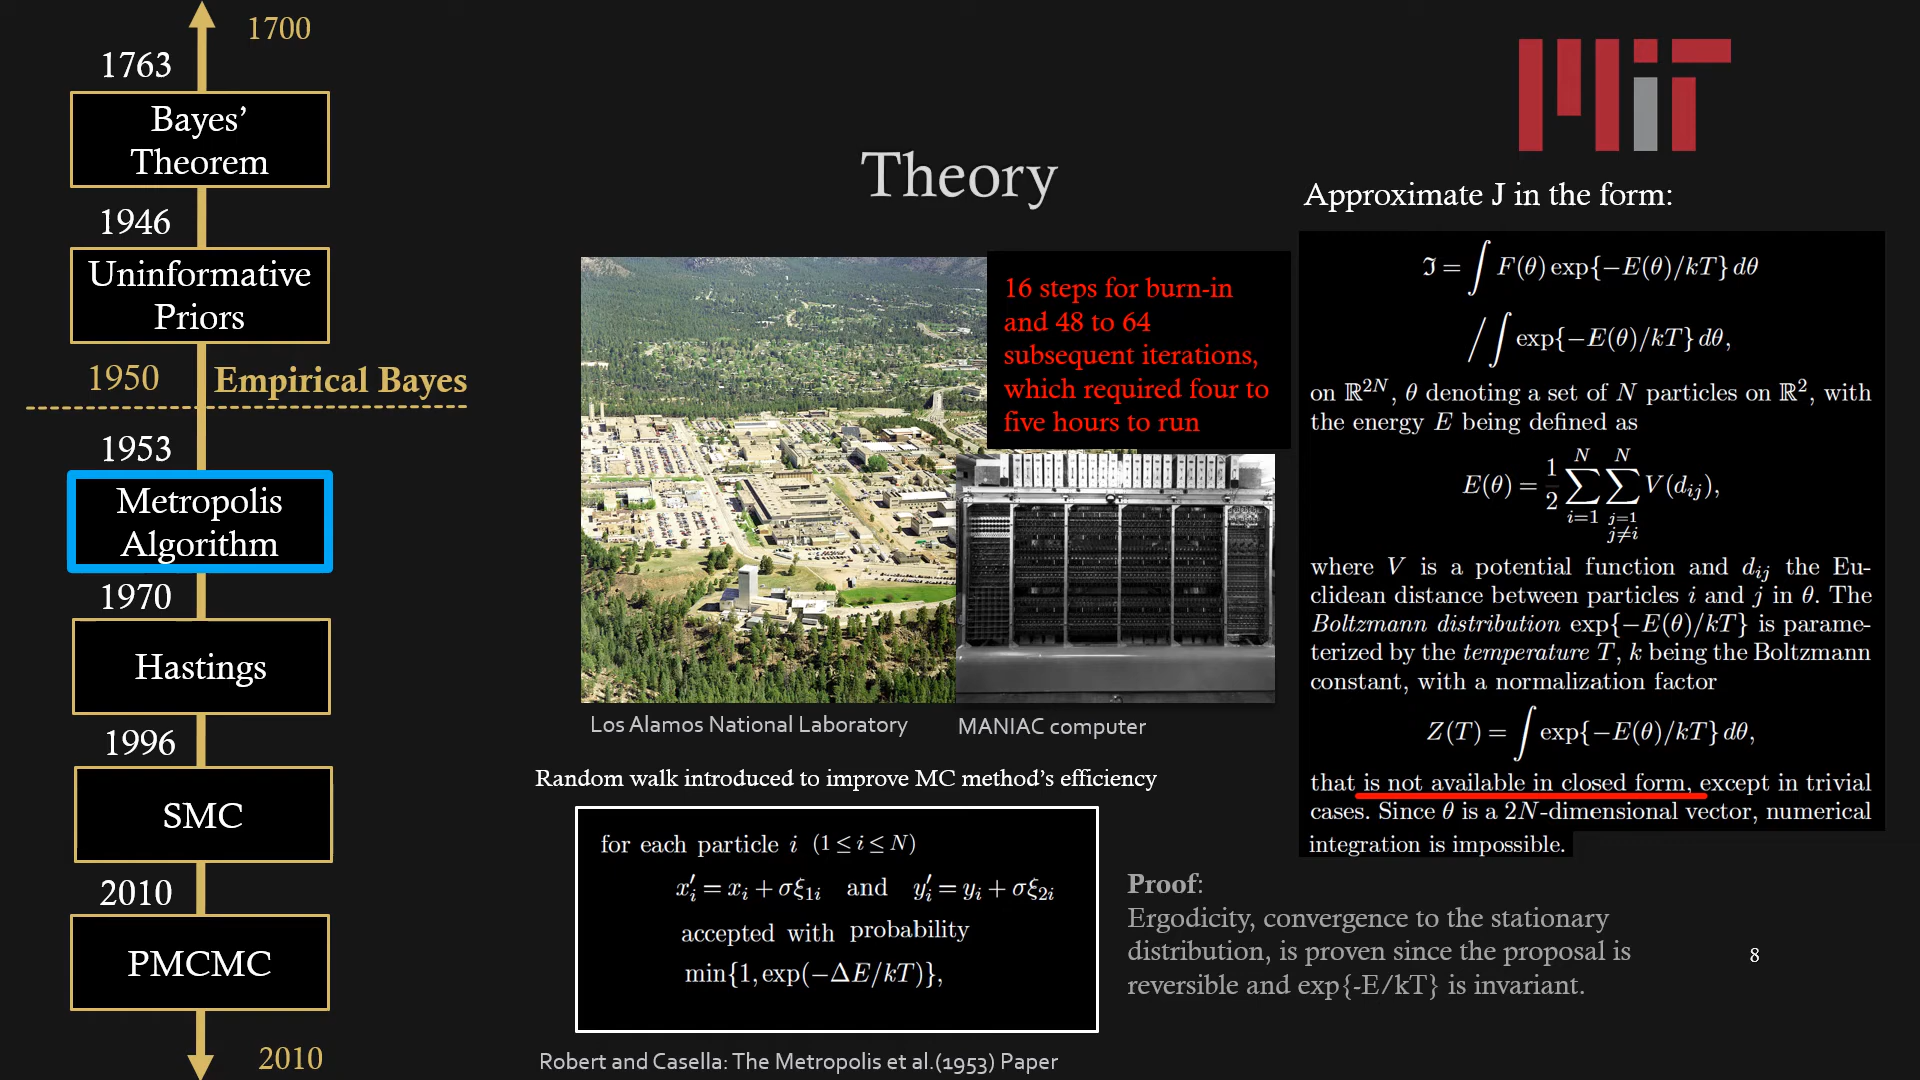 1700
1763
Bayes’
Theorem
1946
Uninformative
Priors
1950
Empirical Bayes
1953
Metropolis
Algorithm
1970
Hastings
1996
SMC
2010
PMCMC
2010
Theory
MIT
16 steps for burn-in
and 48 to 64
subsequent iterations,
which required four to
five hours to run
Los Alamos National Laboratory
MANIAC computer
Random walk introduced to improve MC method’s efficiency
for each particle i (1 ≤ i ≤ N)
x′ᵢ = xᵢ + σξ₁ᵢ and y′ᵢ = yᵢ + σξ₂ᵢ
accepted with probability
min{1, exp(−ΔE/kT)},
Robert and Casella: The Metropolis et al.(1953) Paper
Approximate J in the form:
ℑ = ∫ F(θ) exp{−E(θ)/kT} dθ
/ ∫ exp{−E(θ)/kT} dθ,
on ℝ²ᴺ, θ denoting a set of N particles on ℝ², with
the energy E being defined as
E(θ) = 1/2 ∑_{i=1}^{N} ∑_{j=1, j≠i}^{N} V(d_{ij}),
where V is a potential function and d_{ij} the Eu-
clidean distance between particles i and j in θ. The
Boltzmann distribution exp{−E(θ)/kT} is parame-
terized by the temperature T, k being the Boltzmann
constant, with a normalization factor
Z(T) = ∫ exp{−E(θ)/kT} dθ,
that is not available in closed form, except in trivial
cases. Since θ is a 2N-dimensional vector, numerical
integration is impossible.
Proof:
Ergodicity, convergence to the stationary
distribution, is proven since the proposal is
reversible and exp{-E/kT} is invariant.
8